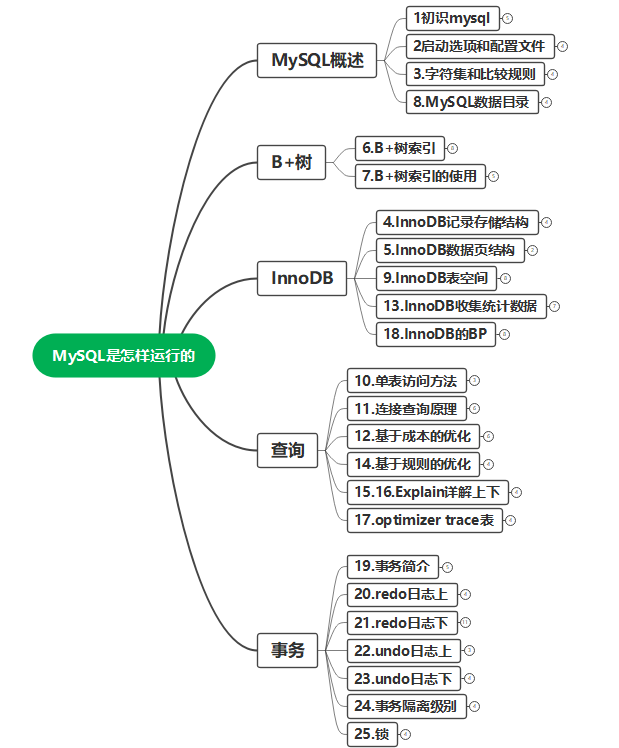 MySQL是怎样运行的
MySQL概述
1初识mysql
2启动选项和配置文件
3.字符集和比较规则
8.MySQL数据目录
B+树
6.B+树索引
7.B+树索引的使用
InnoDB
4.InnoDB记录存储结构
5.InnoDB数据页结构
9.InnoDB表空间
13.InnoDB收集统计数据
18.InnoDB的BP
查询
10.单表访问方法
11.连接查询原理
12.基于成本的优化
14.基于规则的优化
15.16.Explain详解上下
17.optimizer trace表
事务
19.事务简介
20.redo日志上
21.redo日志下
22.undo日志上
23.undo日志下
24.事务隔离级别
25.锁